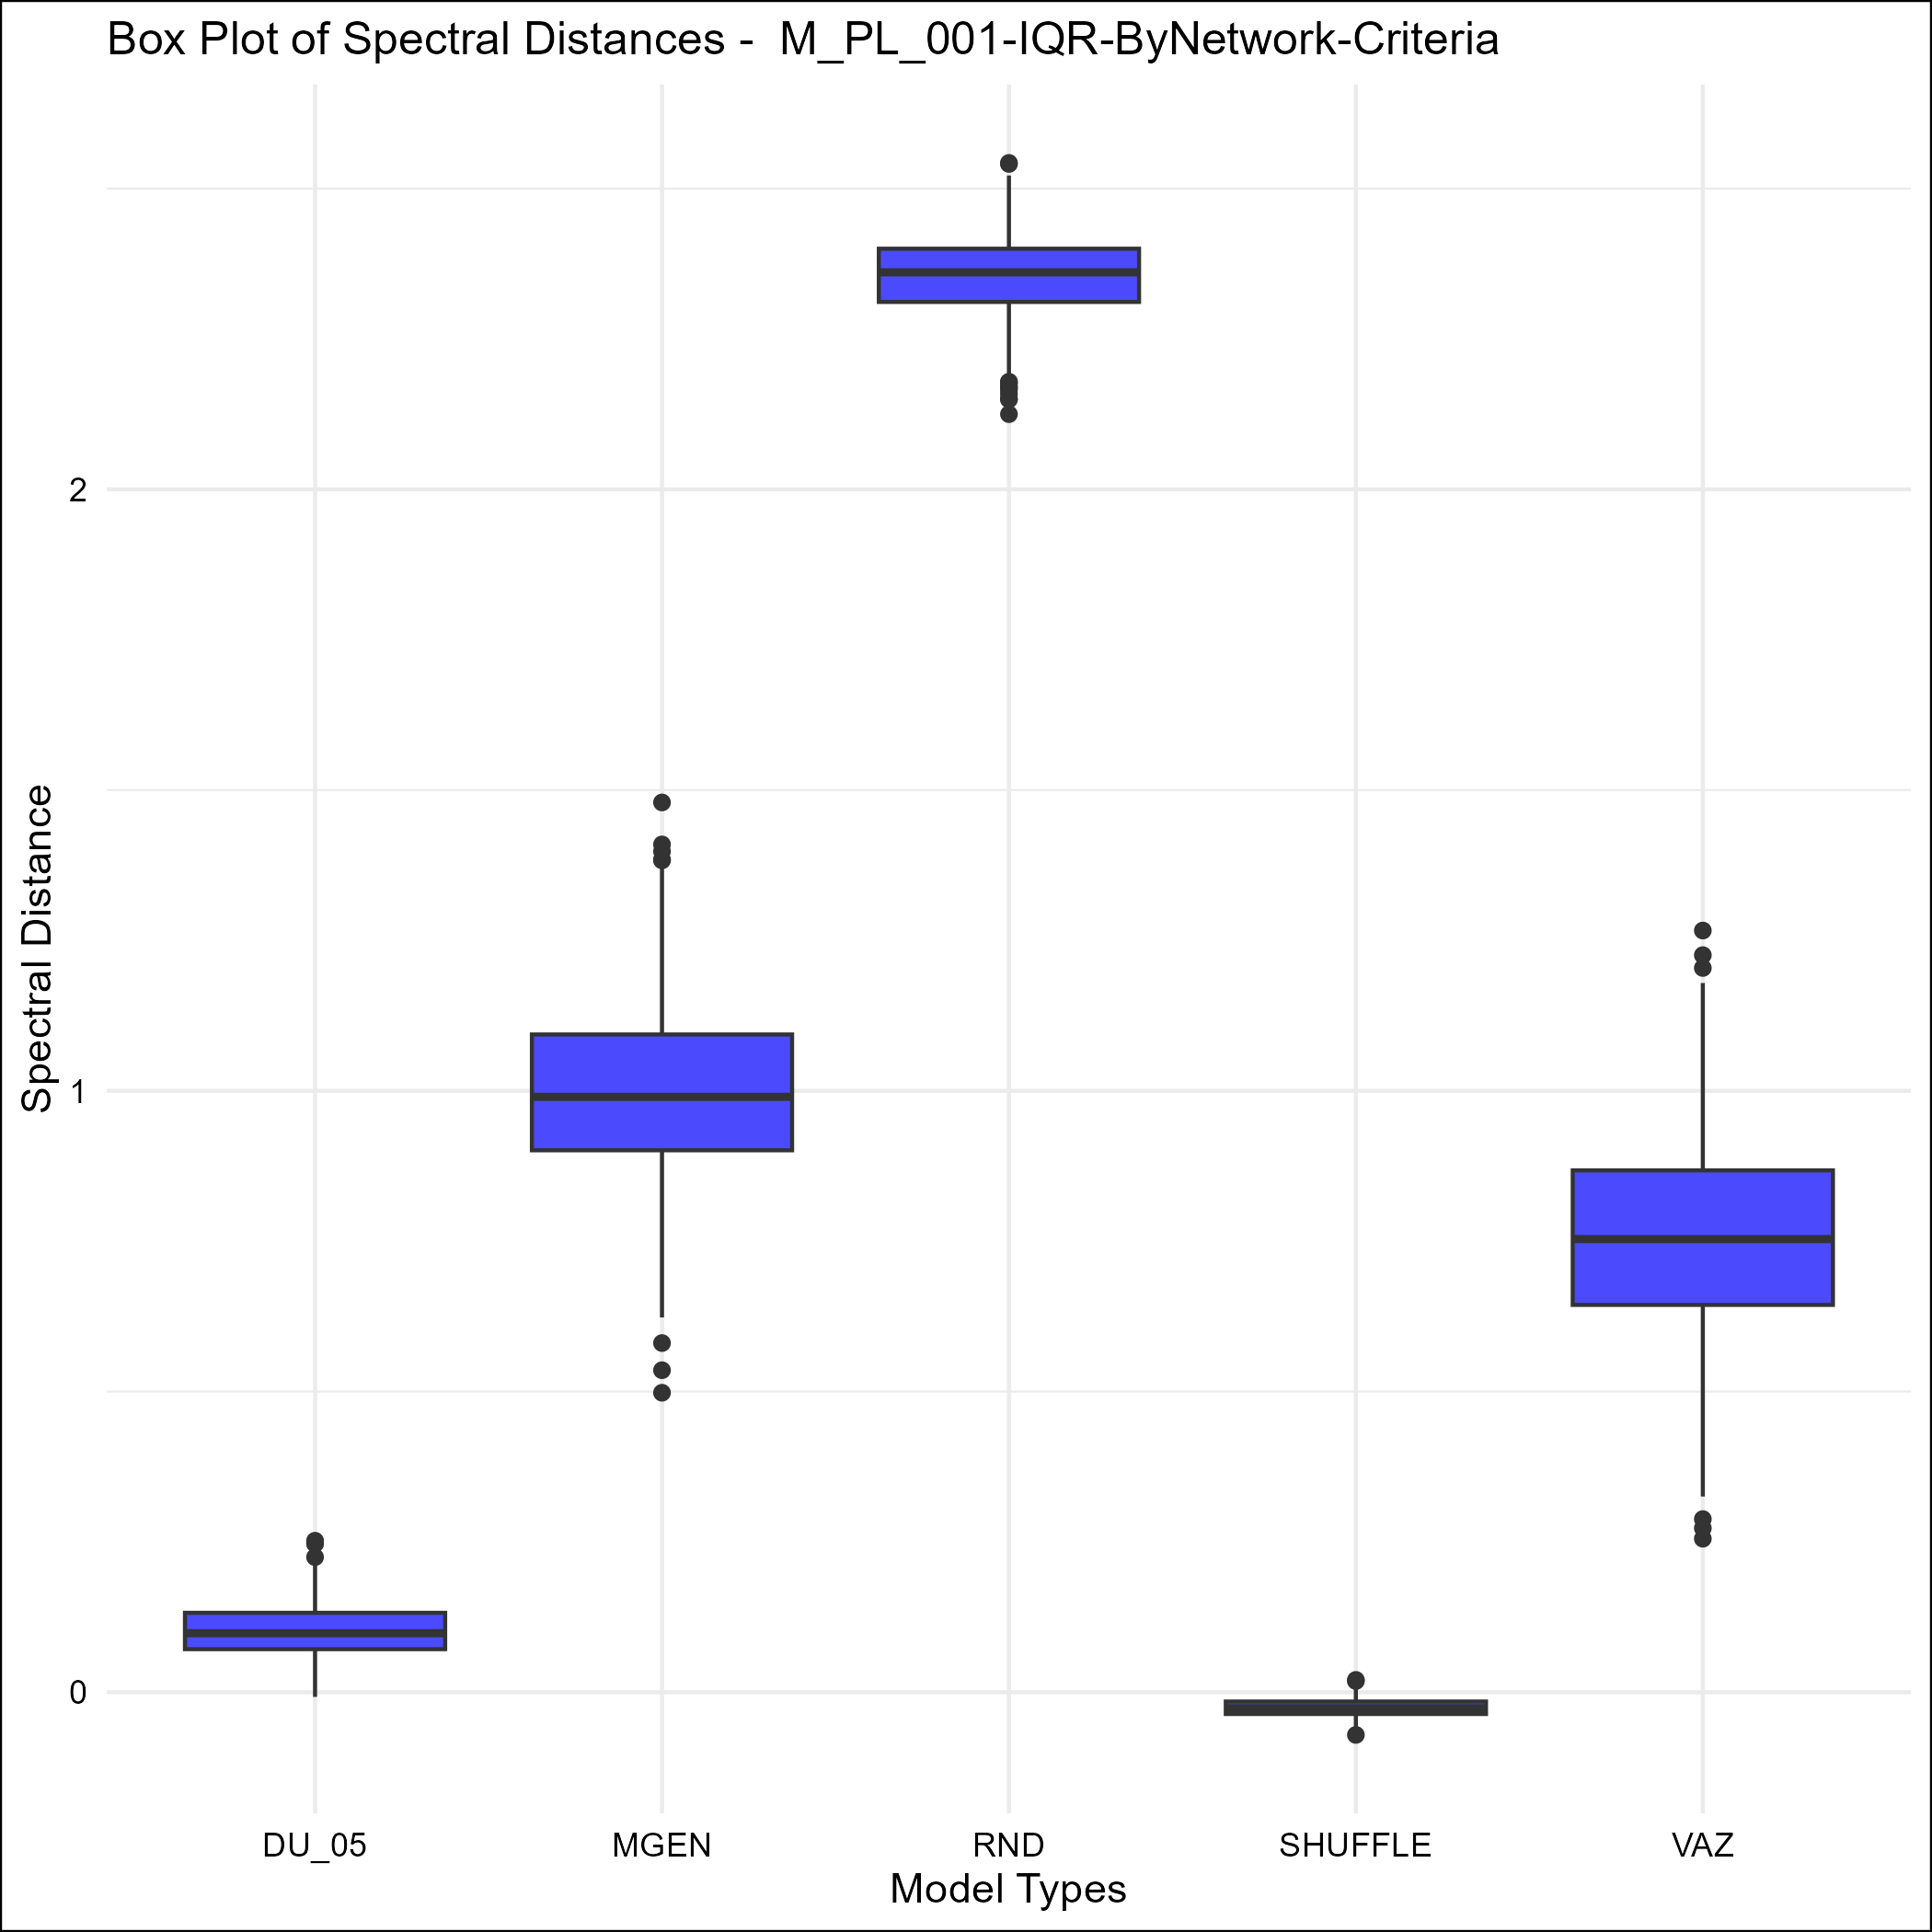 Box Plot of Spectral Distances - M_PL_001-IQR-ByNetwork-Criteria
Spectral Distance
2
1
0
DU_05 MGEN RND SHUFFLE VAZ
Model Types